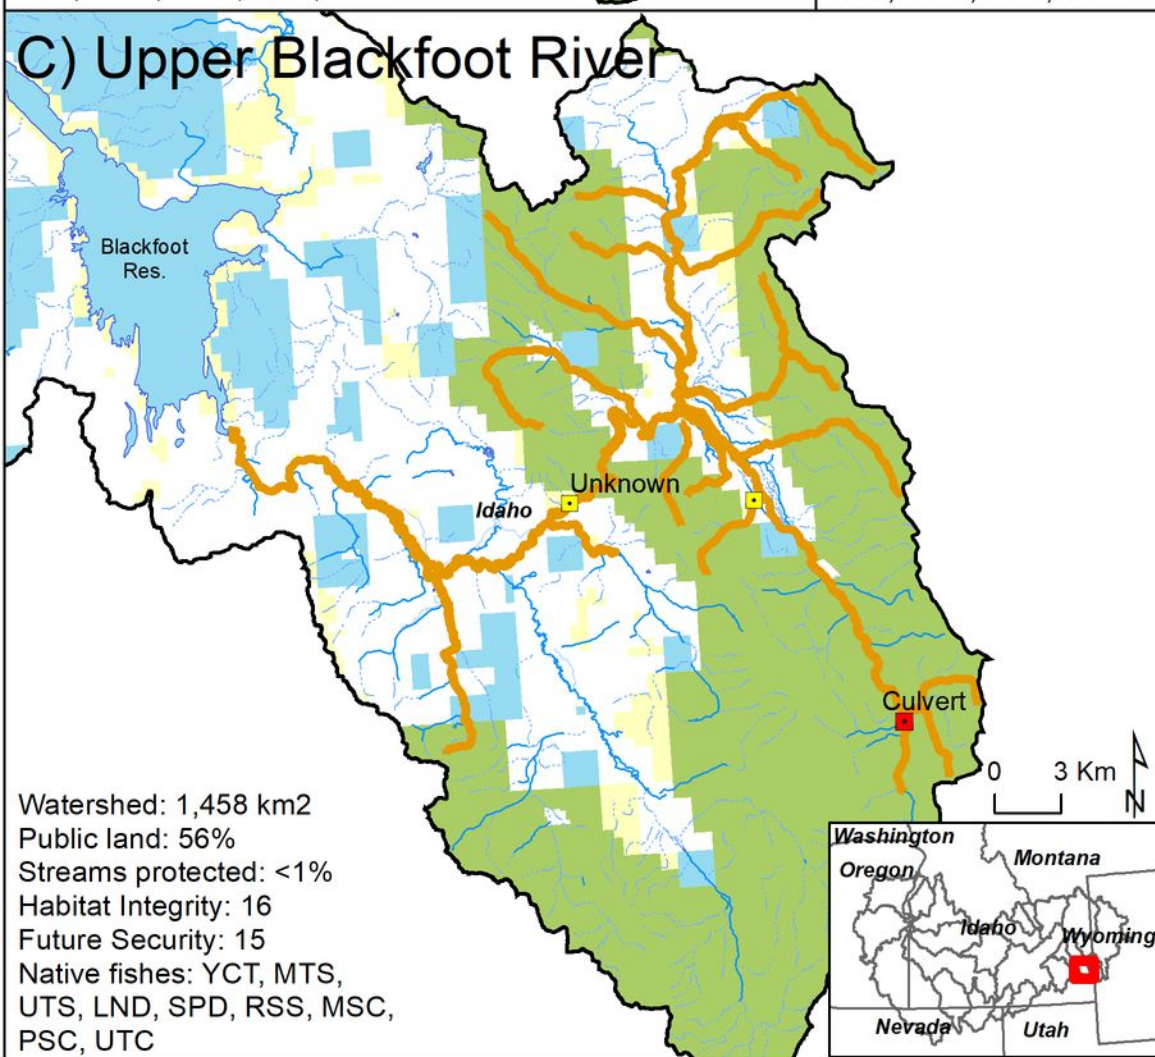 C) Upper Blackfoot River
Blackfoot
Res.
Unknown
Idaho
Culvert
0 3 Km
N
Watershed: 1,458 km2
Public land: 56%
Streams protected: <1%
Habitat Integrity: 16
Future Security: 15
Native fishes: YCT, MTS,
UTS, LND, SPD, RSS, MSC,
PSC, UTC
Washington
Oregon
Montana
Idaho
Wyoming
Nevada
Utah